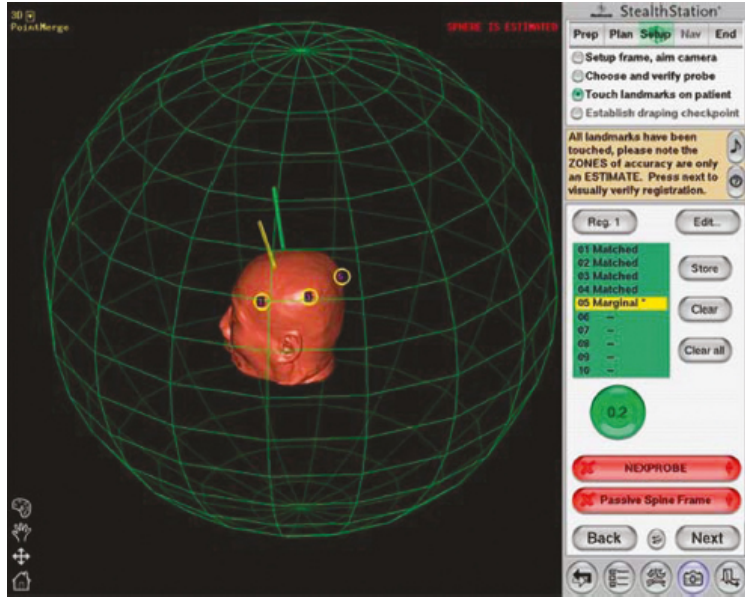 3D
PointMerge
SPHERE IS ESTIMATED
StealthStation
Prep Plan Setup Nav End
Setup frame, aim camera
Choose and verify probe
Touch landmarks on patient
Establish draping checkpoint
All landmarks have been
touched, please note the
ZONES of accuracy are only
an ESTIMATE. Press next to
visually verify registration.
Reg. 1 Edit...
01 Matched
02 Matched
03 Matched
04 Matched
05 Marginal *
06 --
07 --
08 --
09 --
10 --
Store
Clear
Clear all
0.2
NEXPROBE
Passive Spine Frame
Back Next